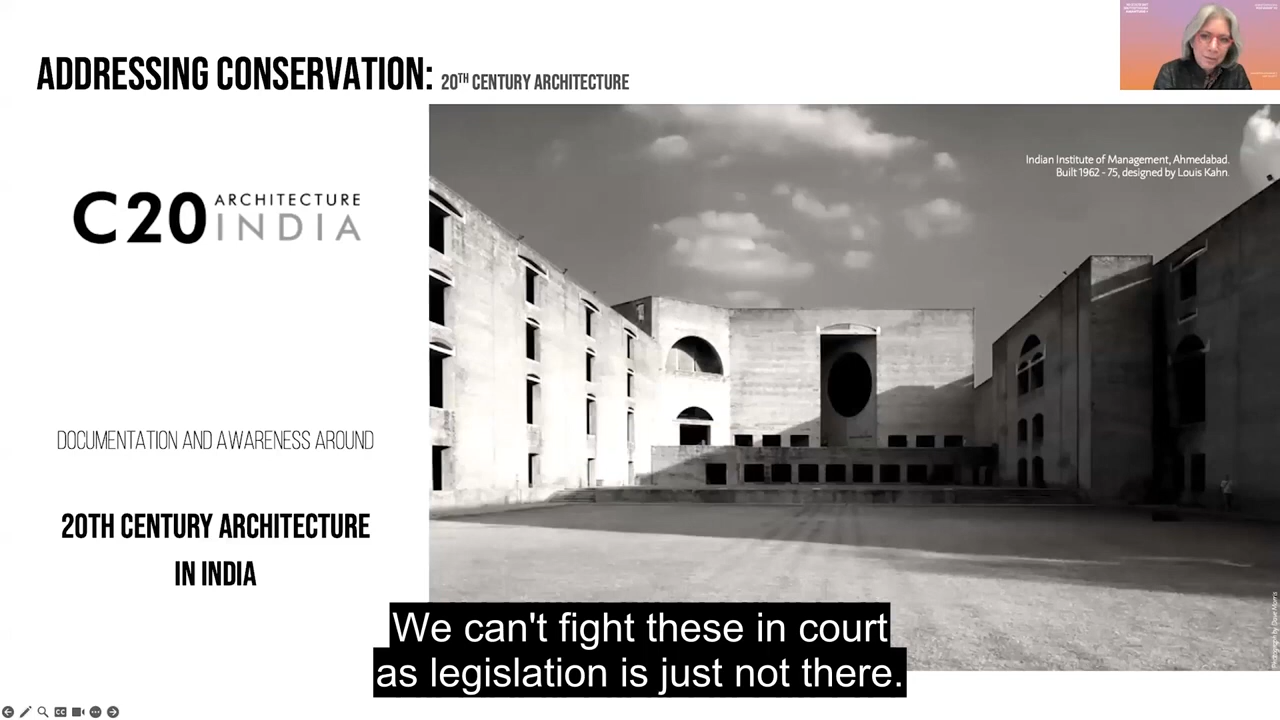 ADDRESSING CONSERVATION: 20TH CENTURY ARCHITECTURE
Indian Institute of Management, Ahmedabad.
Built 1962 - 75, designed by Louis Kahn.
C20 ARCHITECTURE
INDIA
DOCUMENTATION AND AWARENESS AROUND
20TH CENTURY ARCHITECTURE
IN INDIA
We can't fight these in court
as legislation is just not there.